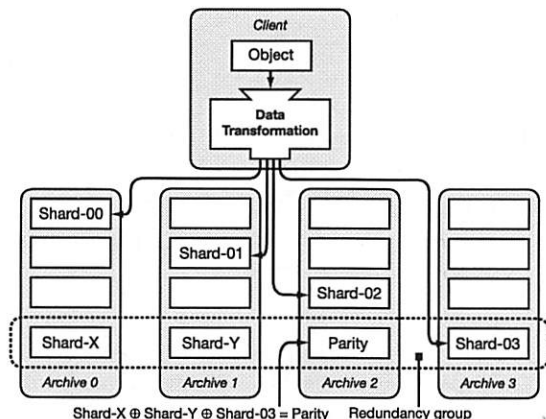 Client
Object
Data
Transformation
Shard-00
Shard-01
Shard-02
Shard-X
Shard-Y
Parity
Shard-03
Archive 0
Archive 1
Archive 2
Archive 3
Shard-X ⊕ Shard-Y ⊕ Shard-03 = Parity
Redundancy group